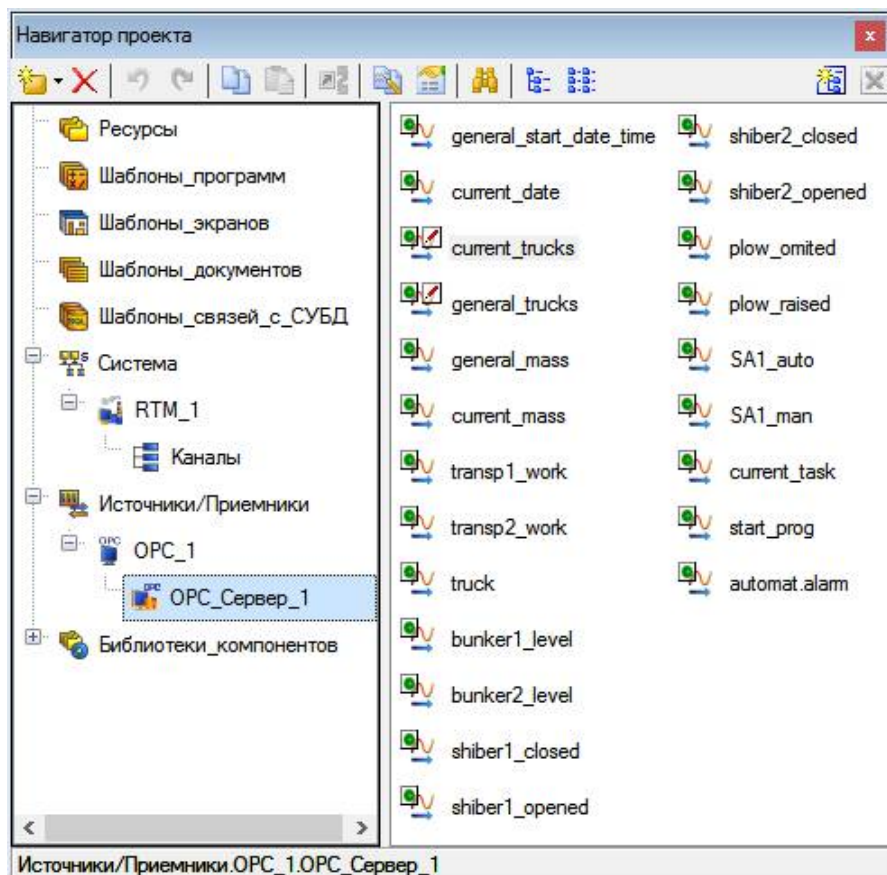 Навигатор проекта
Ресурсы
Шаблоны_программ
Шаблоны_экранов
Шаблоны_документов
Шаблоны_связей_с_СУБД
Система
RTM_1
Каналы
Источники/Приемники
OPC_1
OPC_Сервер_1
Библиотеки_компонентов
general_start_date_time
current_date
current_trucks
general_trucks
general_mass
current_mass
transp1_work
transp2_work
truck
bunker1_level
bunker2_level
shiber1_closed
shiber1_opened
shiber2_closed
shiber2_opened
plow_omited
plow_raised
SA1_auto
SA1_man
current_task
start_prog
automat.alarm
Источники/Приемники.OPC_1.OPC_Сервер_1